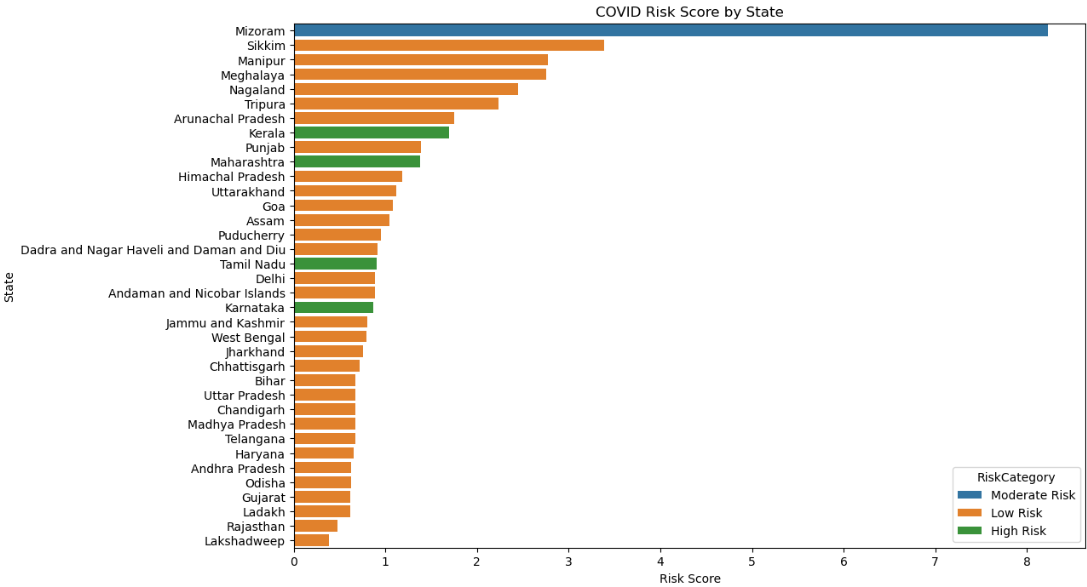 COVID Risk Score by State
State
Mizoram
Sikkim
Manipur
Meghalaya
Nagaland
Tripura
Arunachal Pradesh
Kerala
Punjab
Maharashtra
Himachal Pradesh
Uttarakhand
Goa
Assam
Puducherry
Dadra and Nagar Haveli and Daman and Diu
Tamil Nadu
Delhi
Andaman and Nicobar Islands
Karnataka
Jammu and Kashmir
West Bengal
Jharkhand
Chhattisgarh
Bihar
Uttar Pradesh
Chandigarh
Madhya Pradesh
Telangana
Haryana
Andhra Pradesh
Odisha
Gujarat
Ladakh
Rajasthan
Lakshadweep
RiskCategory
Moderate Risk
Low Risk
High Risk
0 1 2 3 4 5 6 7 8
Risk Score